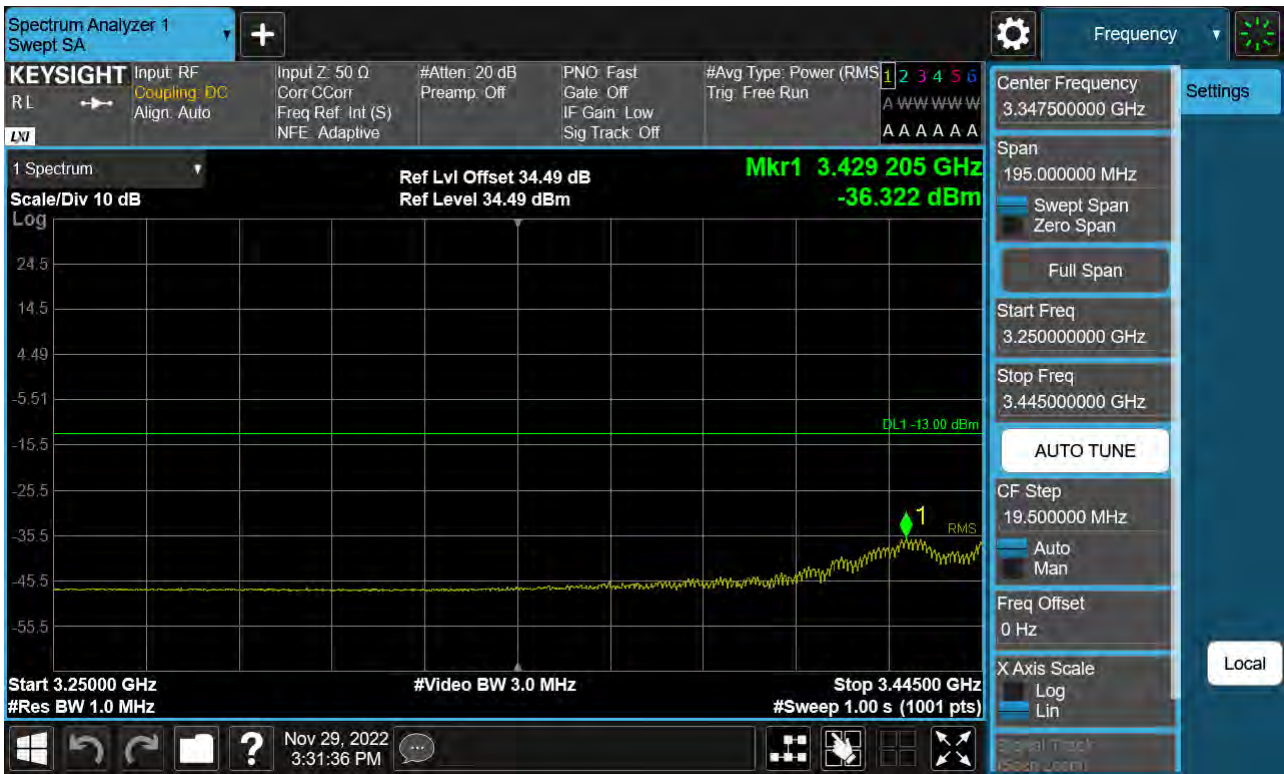 Spectrum Analyzer 1
Swept SA
+
Frequency
KEYSIGHT
RL
LXI
Input: RF
Coupling: DC
Align: Auto
Input Z: 50 Ω
Corr CCorr
Freq Ref: Int (S)
NFE: Adaptive
#Atten: 20 dB
Preamp: Off
PNO: Fast
Gate: Off
IF Gain: Low
Sig Track: Off
#Avg Type: Power (RMS
Trig: Free Run
1 2 3 4 5 6
A W W W W W
A A A A A A
1 Spectrum
Scale/Div 10 dB
Log
Ref Lvl Offset 34.49 dB
Ref Level 34.49 dBm
Mkr1 3.429 205 GHz
-36.322 dBm
24.5
14.5
4.49
-5.51
-15.5
-25.5
-35.5
-45.5
-55.5
DL1 -13.00 dBm
1
RMS
Start 3.25000 GHz
#Res BW 1.0 MHz
#Video BW 3.0 MHz
Stop 3.44500 GHz
#Sweep 1.00 s (1001 pts)
Center Frequency
3.347500000 GHz
Span
195.000000 MHz
Swept Span
Zero Span
Full Span
Start Freq
3.250000000 GHz
Stop Freq
3.445000000 GHz
AUTO TUNE
CF Step
19.500000 MHz
Auto
Man
Freq Offset
0 Hz
X Axis Scale
Log
Lin
Signal Track
(Span Zoom)
Settings
Local
?
Nov 29, 2022
3:31:36 PM